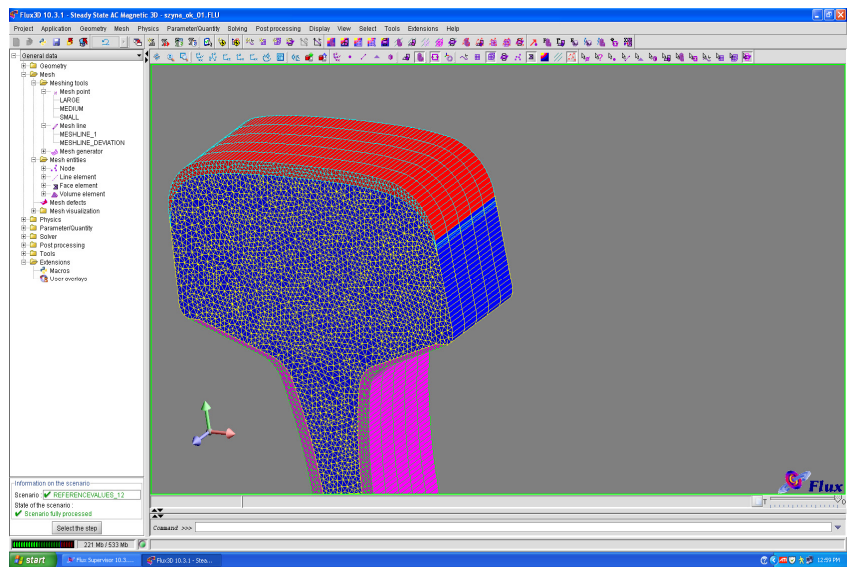 Flux3D 10.3.1 - Steady State AC Magnetic 3D - szyna_ok_01.FLU
Project Application Geometry Mesh Physics Parameter/Quantity Solving Post processing Display View Select Tools Extensions Help
General data
Geometry
Mesh
Meshing tools
Mesh point
LARGE
MEDIUM
SMALL
Mesh line
MESHLINE_1
MESHLINE_DEVIATION
Mesh generator
Mesh entities
Node
Line element
Face element
Volume element
Mesh defects
Mesh visualization
Physics
Parameter/Quantity
Solver
Post processing
Tools
Extensions
Macros
User overlays
Flux
Information on the scenario
Scenario : REFERENCEVALUES_12
State of the scenario :
Scenario fully processed
Select the step
Command >>>
221 Mb / 533 Mb
start Flux Supervisor 10.3.... Flux3D 10.3.1 - Stea... 12:59 PM